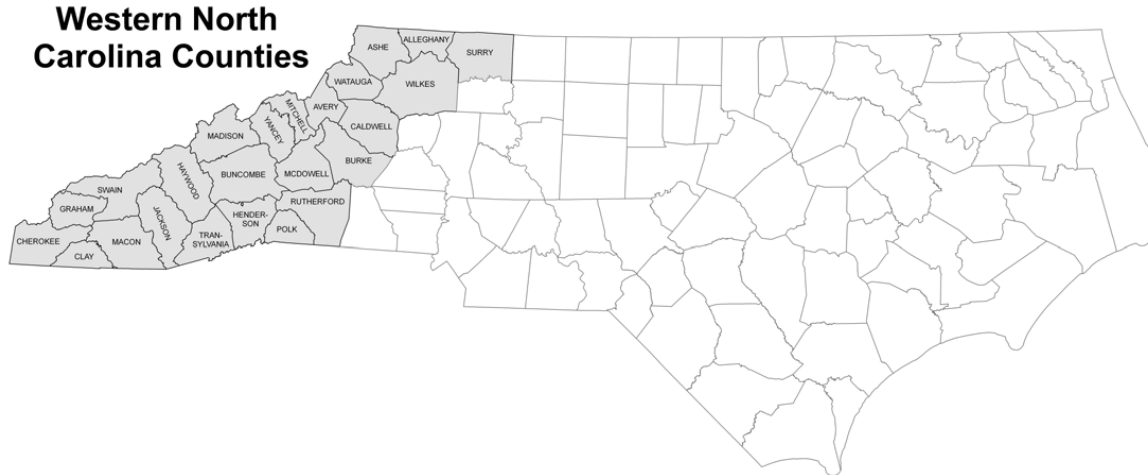 Western North
Carolina Counties
ASHE
ALLEGHANY
SURRY
WATAUGA
WILKES
AVERY
MITCHELL
YANCEY
CALDWELL
MADISON
BURKE
HAYWOOD
BUNCOMBE
MCDOWELL
SWAIN
RUTHERFORD
GRAHAM
JACKSON
HENDER-
SON
POLK
TRAN-
SYLVANIA
CHEROKEE
MACON
CLAY